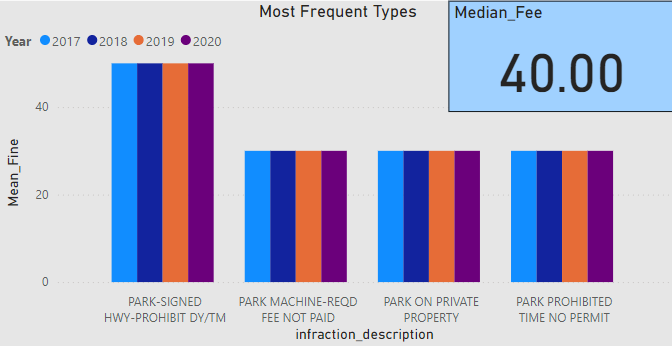 Most Frequent Types
Median_Fee
40.00
Year 2017 2018 2019 2020
Mean_Fine
40
20
0
PARK-SIGNED
HWY-PROHIBIT DY/TM
PARK MACHINE-REQD
FEE NOT PAID
PARK ON PRIVATE
PROPERTY
PARK PROHIBITED
TIME NO PERMIT
infraction_description